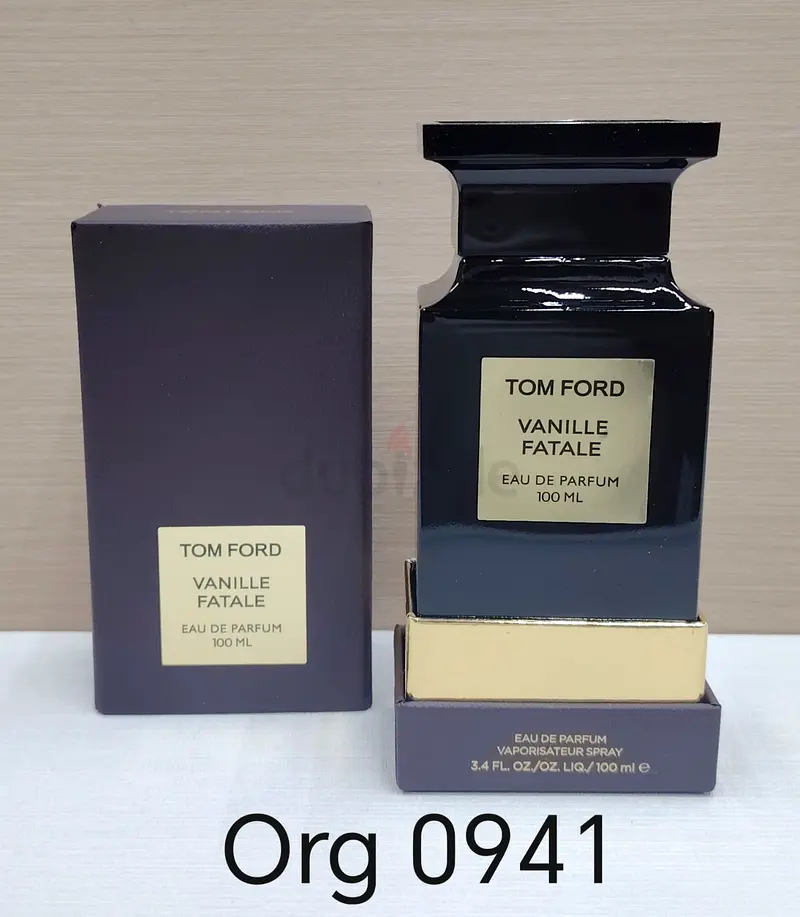 TOM FORD
VANILLE
FATALE
EAU DE PARFUM
100 ML
TOM FORD
VANILLE
FATALE
EAU DE PARFUM
100 ML
EAU DE PARFUM
VAPORISATEUR SPRAY
3.4 FL. OZ./OZ. LIQ./ 100 ml ℮
dubizzle
Org 0941